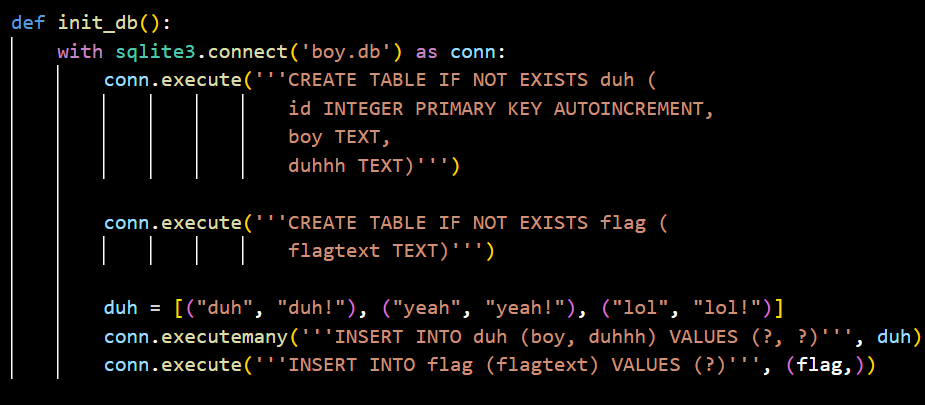 def init_db():
with sqlite3.connect('boy.db') as conn:
conn.execute('''CREATE TABLE IF NOT EXISTS duh (
id INTEGER PRIMARY KEY AUTOINCREMENT,
boy TEXT,
duhhh TEXT)''')
conn.execute('''CREATE TABLE IF NOT EXISTS flag (
flagtext TEXT)''')
duh = [("duh", "duh!"), ("yeah", "yeah!"), ("lol", "lol!")]
conn.executemany('''INSERT INTO duh (boy, duhhh) VALUES (?, ?)''', duh)
conn.execute('''INSERT INTO flag (flagtext) VALUES (?)''', (flag,))